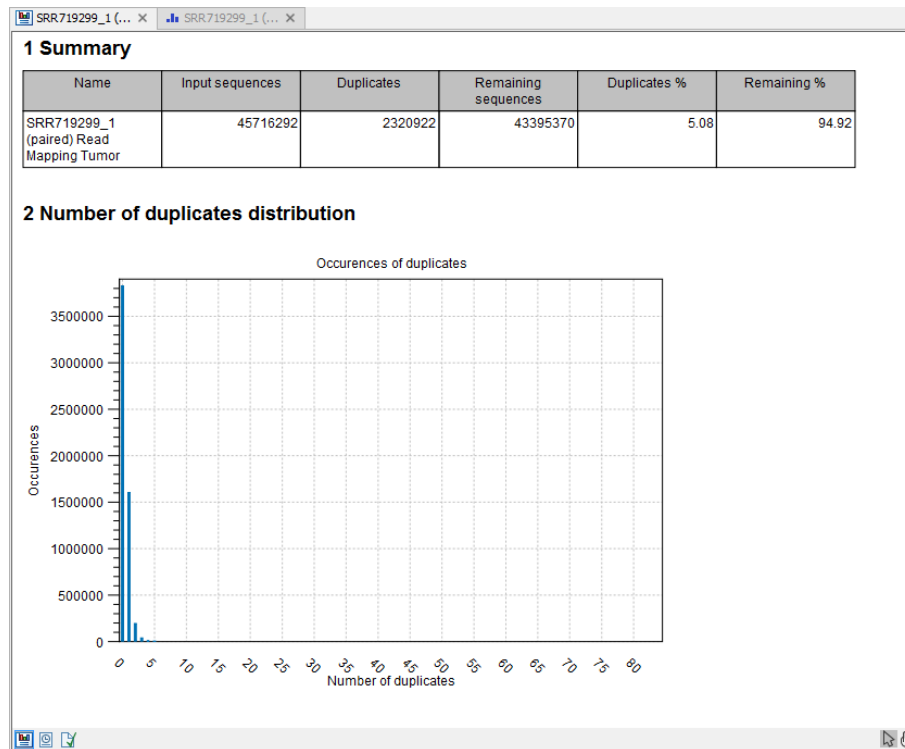 SRR719299_1 (... × SRR719299_1 (... ×
1 Summary
Name Input sequences Duplicates Remaining sequences Duplicates % Remaining %
SRR719299_1 (paired) Read Mapping Tumor 45716292 2320922 43395370 5.08 94.92
2 Number of duplicates distribution
Occurences of duplicates
Occurences
3500000
3000000
2500000
2000000
1500000
1000000
500000
0
0 5 10 15 20 25 30 35 40 45 50 55 60 65 70 75 80
Number of duplicates